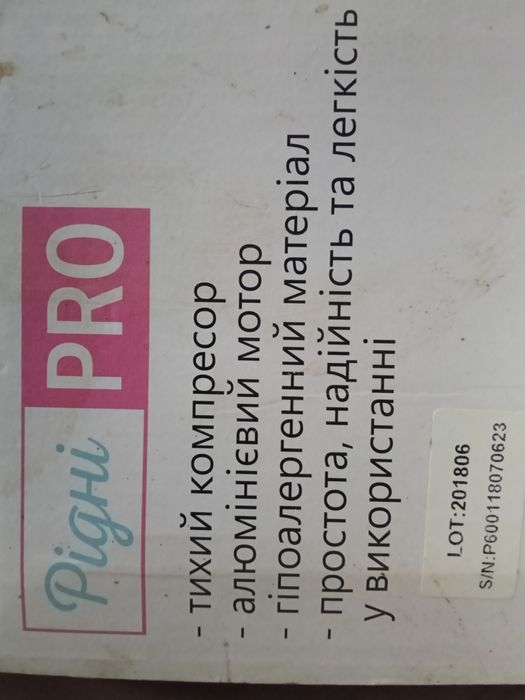 Рідні PRO
- тихий компресор
- алюмінієвий мотор
- гіпоалергенний матеріал
- простота, надійність та легкість
у використанні
LOT:201806
S/N:P600118070623